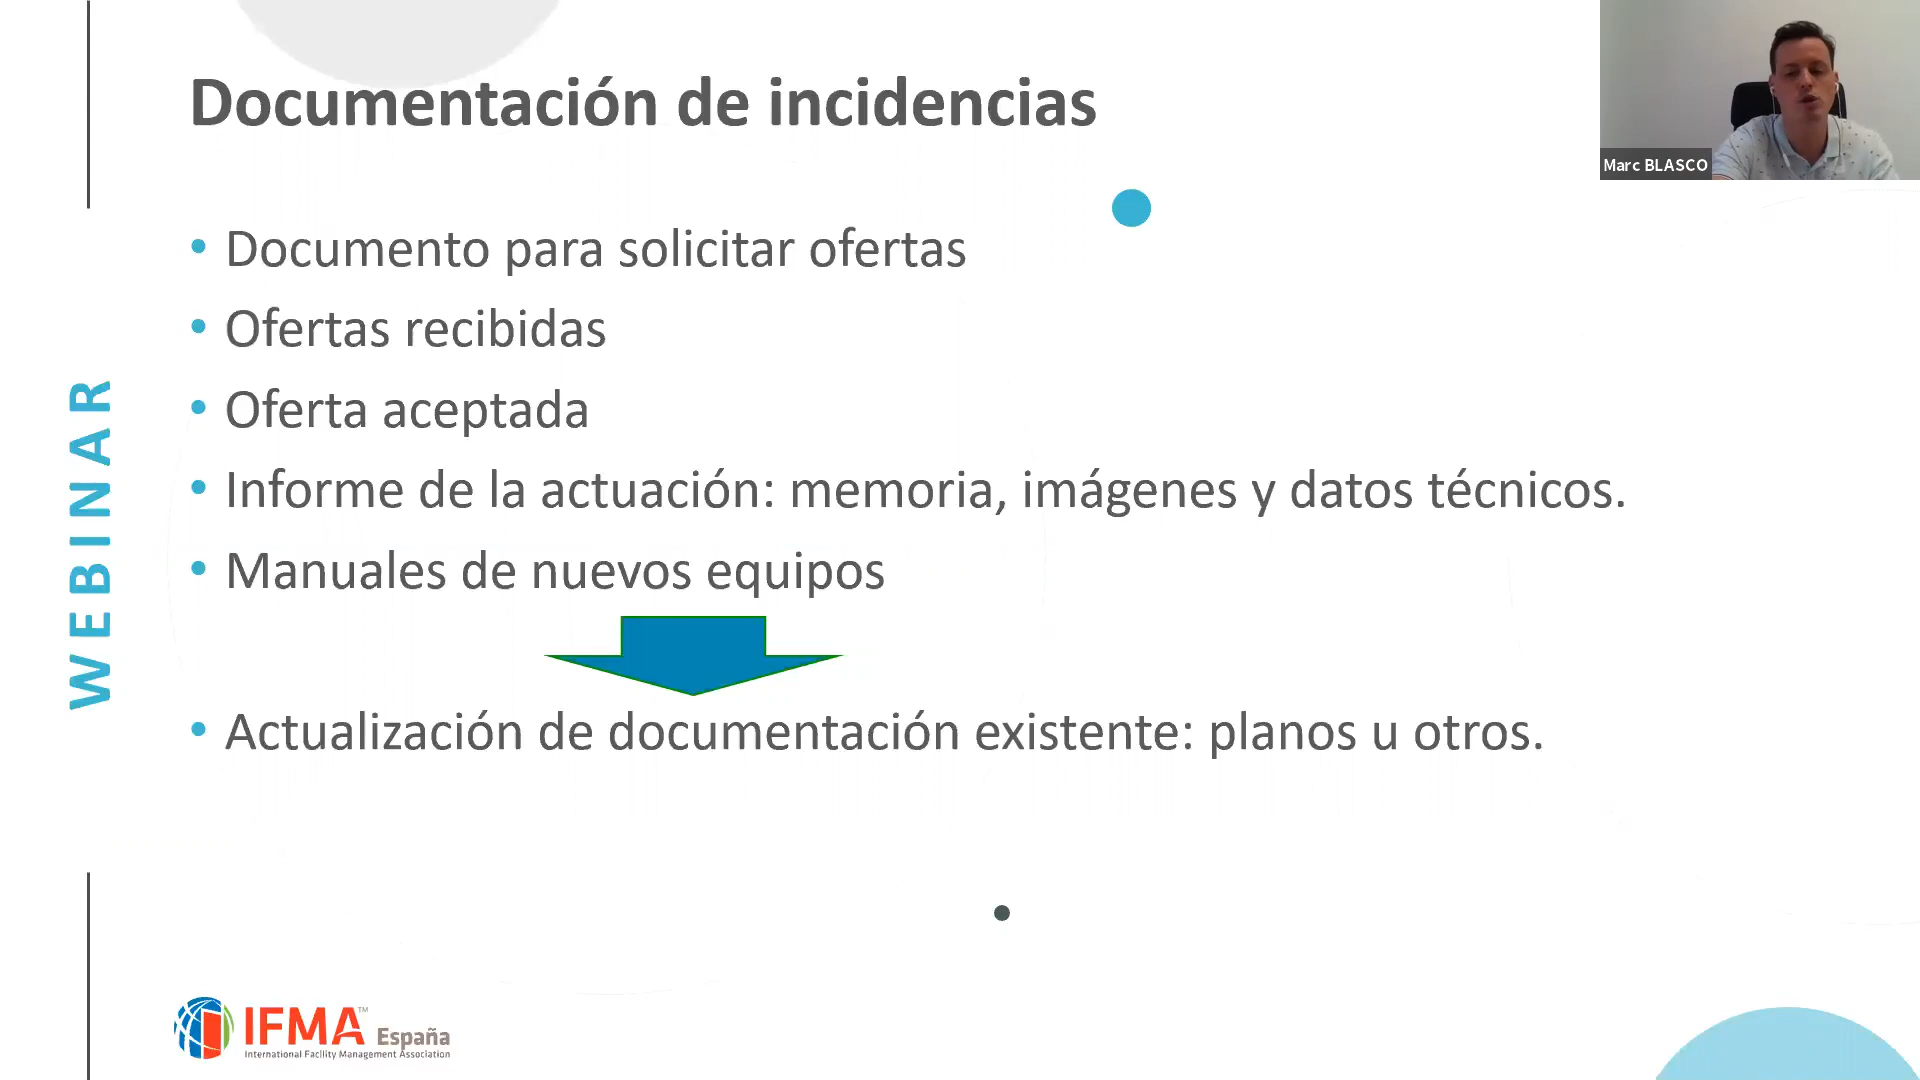 Documentación de incidencias
Marc BLASCO
• Documento para solicitar ofertas
• Ofertas recibidas
• Oferta aceptada
• Informe de la actuación: memoria, imágenes y datos técnicos.
• Manuales de nuevos equipos
• Actualización de documentación existente: planos u otros.
WEBINAR
IFMA™ España
International Facility Management Association